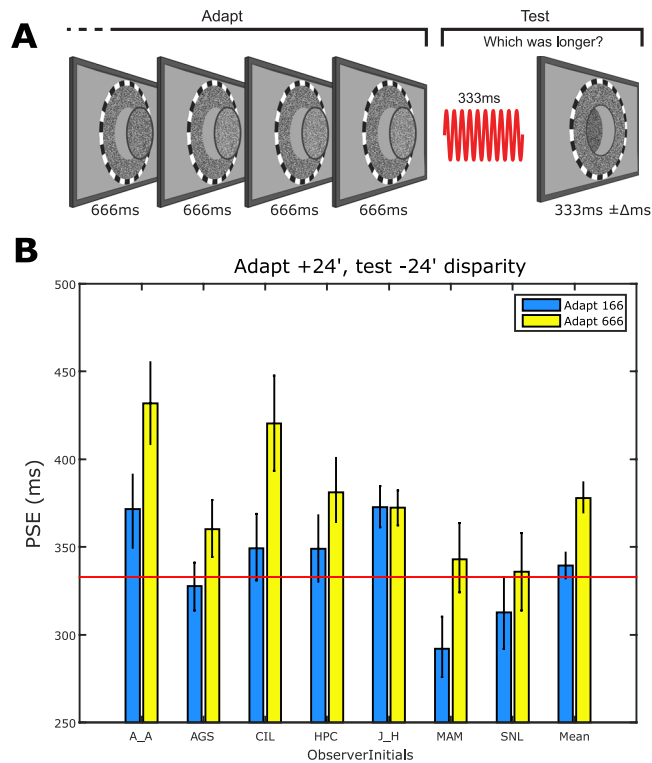 A
Adapt
Test
Which was longer?
333ms
666ms 666ms 666ms 666ms 333ms ±Δms
B
Adapt +24', test -24' disparity
500
450
400
350
300
250
PSE (ms)
Adapt 166
Adapt 666
A_A AGS CIL HPC J_H MAM SNL Mean
ObserverInitials